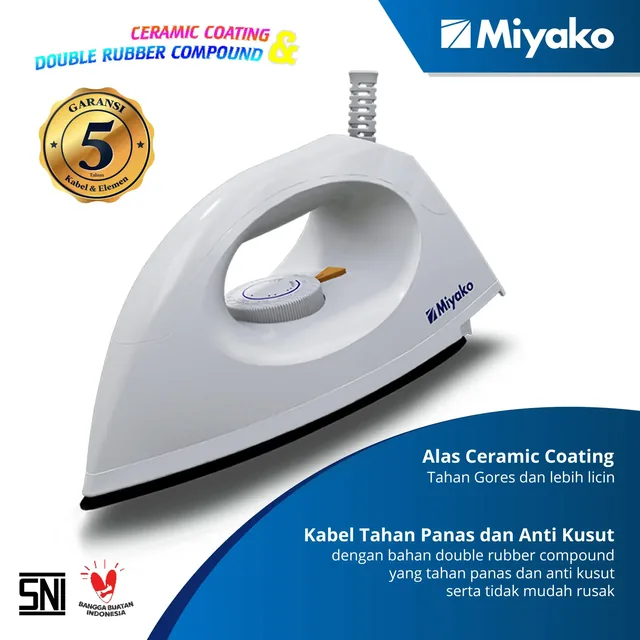 CERAMIC COATING
DOUBLE RUBBER COMPOUND &
Miyako
GARANSI
5
Tahun
Kabel & Elemen
Miyako
Alas Ceramic Coating
Tahan Gores dan lebih licin
Kabel Tahan Panas dan Anti Kusut
dengan bahan double rubber compound
yang tahan panas dan anti kusut
serta tidak mudah rusak
SNI
BANGGA BUATAN
INDONESIA